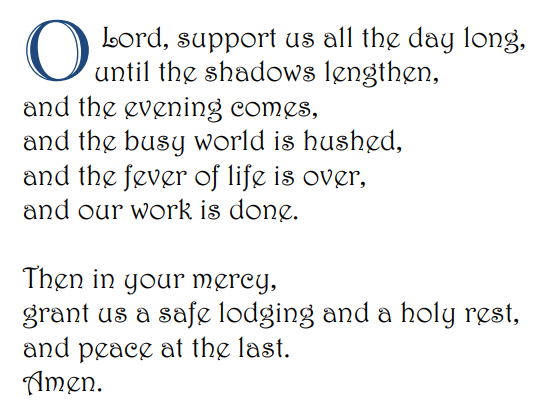 O Lord, support us all the day long,
until the shadows lengthen,
and the evening comes,
and the busy world is hushed,
and the fever of life is over,
and our work is done.
Then in your mercy,
grant us a safe lodging and a holy rest,
and peace at the last.
Amen.